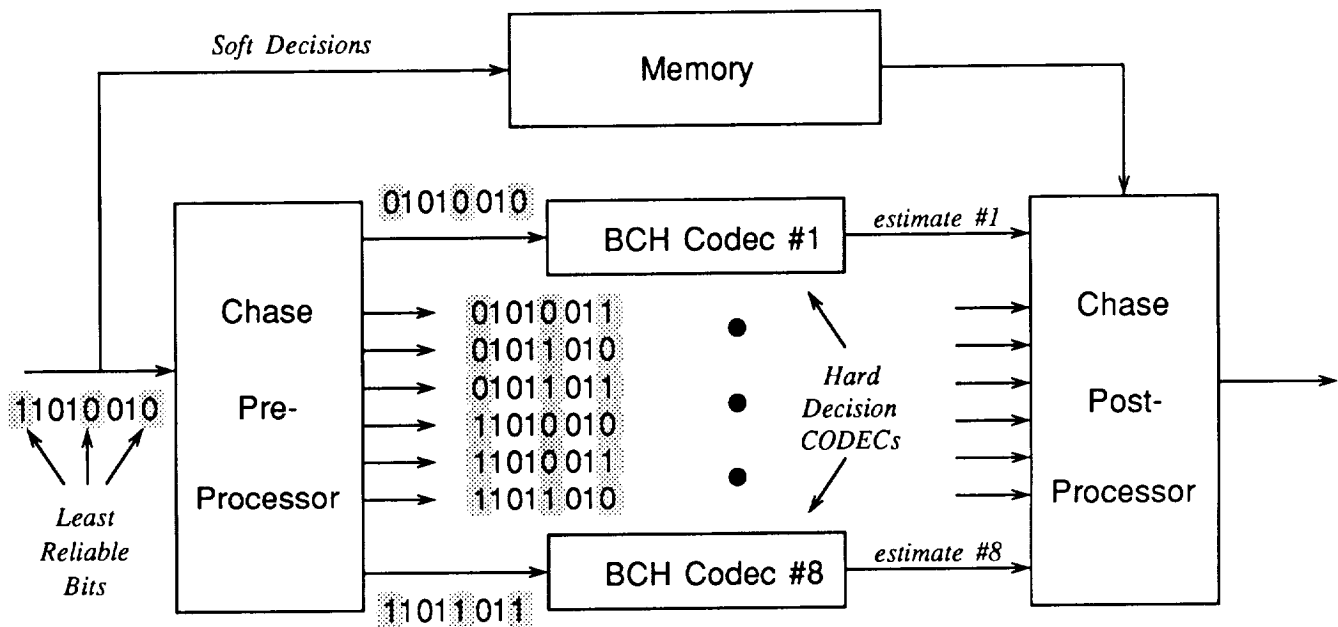 Soft Decisions
Memory
01010010
BCH Codec #1
estimate #1
Chase
Pre-
Processor
01010011
01011010
01011011
11010010
11010011
11011010
Hard
Decision
CODECs
Chase
Post-
Processor
11010010
Least
Reliable
Bits
BCH Codec #8
estimate #8
11011011